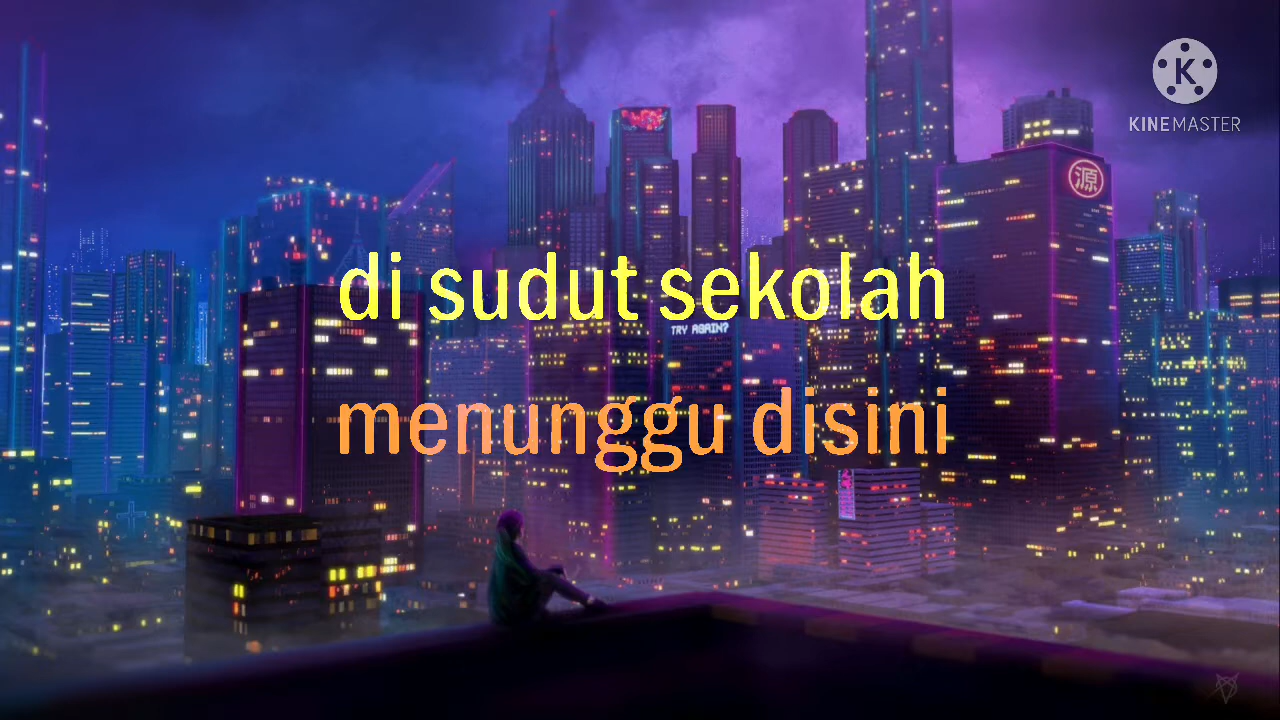 K
KINEMASTER
源
di sudut sekolah
TRY AGAIN?
menunggu disini